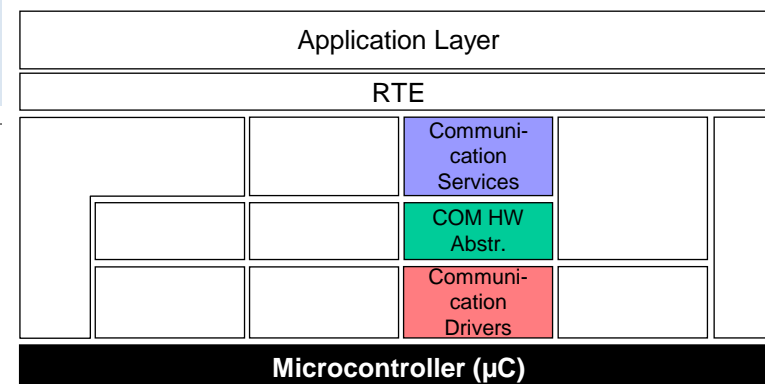 Application Layer
RTE
Communi-
cation
Services
COM HW
Abstr.
Communi-
cation
Drivers
Microcontroller (µC)